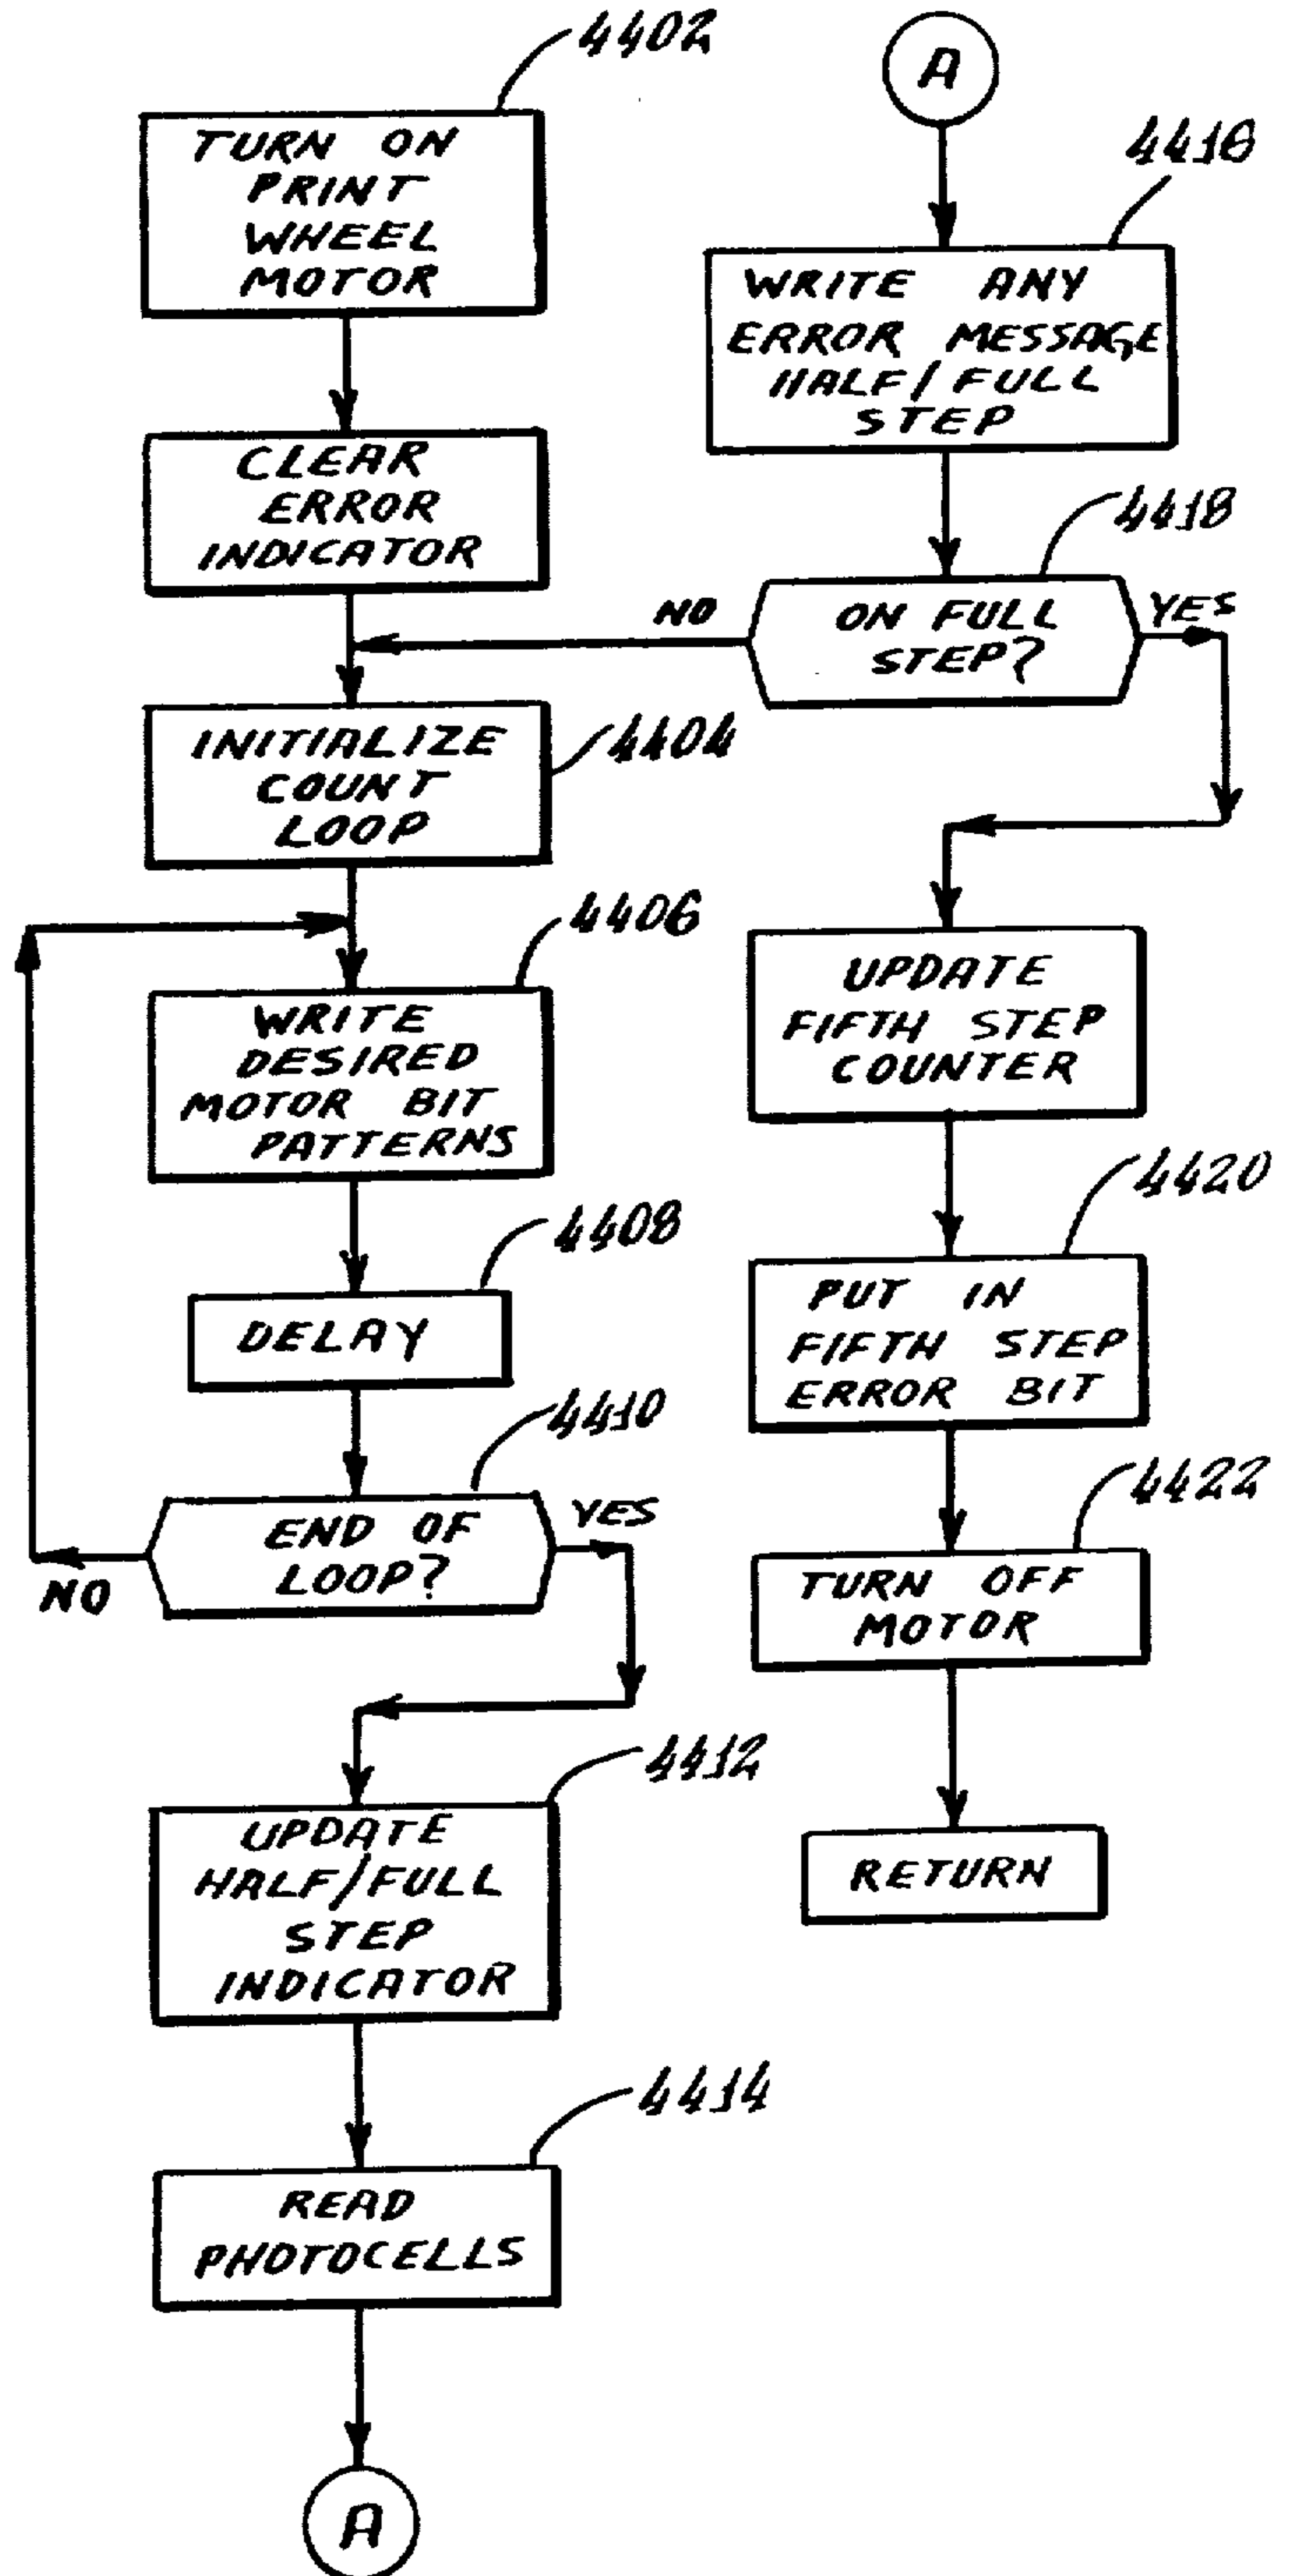 4402
TURN ON
PRINT
WHEEL
MOTOR
CLEAR
ERROR
INDICATOR
INITIALIZE
COUNT
LOOP
4404
4406
WRITE
DESIRED
MOTOR BIT
PATTERNS
4408
DELAY
4410
END OF
LOOP?
YES
NO
4412
UPDATE
HALF/FULL
STEP
INDICATOR
4414
READ
PHOTOCELLS
A
A
4416
WRITE ANY
ERROR MESSAGE
HALF/FULL
STEP
4418
NO
ON FULL
STEP?
YES
UPDATE
FIFTH STEP
COUNTER
4420
PUT IN
FIFTH STEP
ERROR BIT
4422
TURN OFF
MOTOR
RETURN